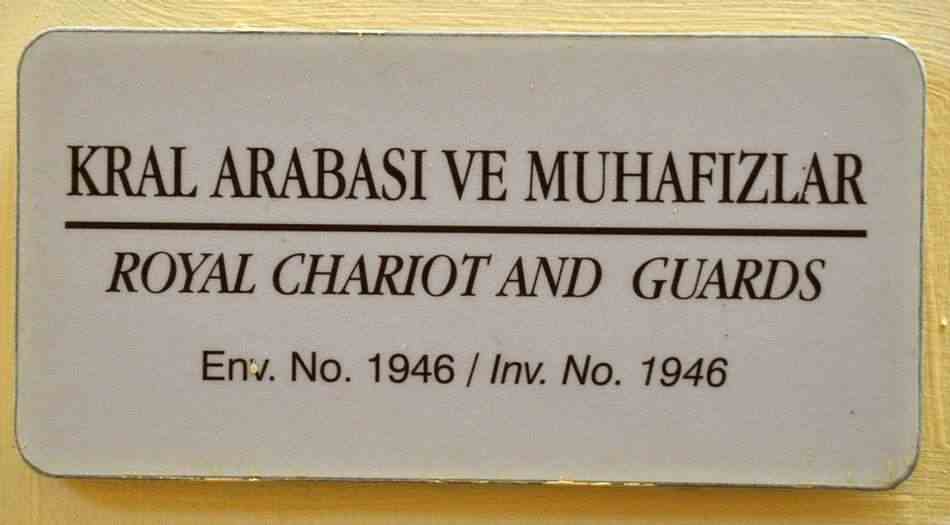 KRAL ARABASI VE MUHAFIZLAR
ROYAL CHARIOT AND GUARDS
Env. No. 1946 / Inv. No. 1946